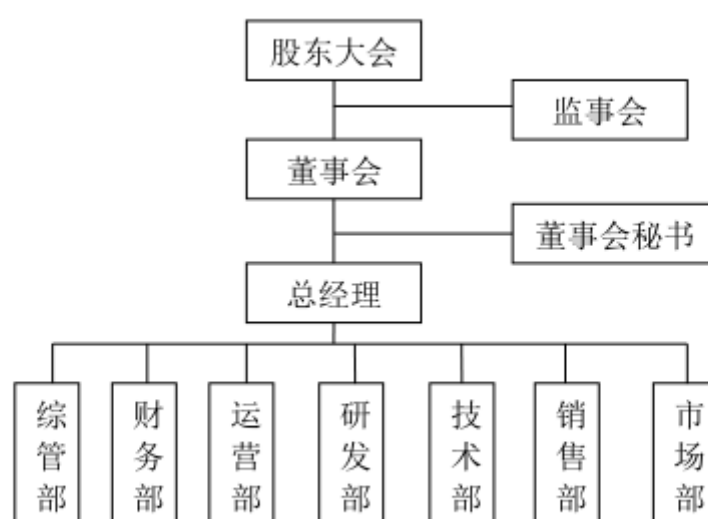 股东大会
监事会
董事会
董事会秘书
总经理
综管部
财务部
运营部
研发部
技术部
销售部
市场部